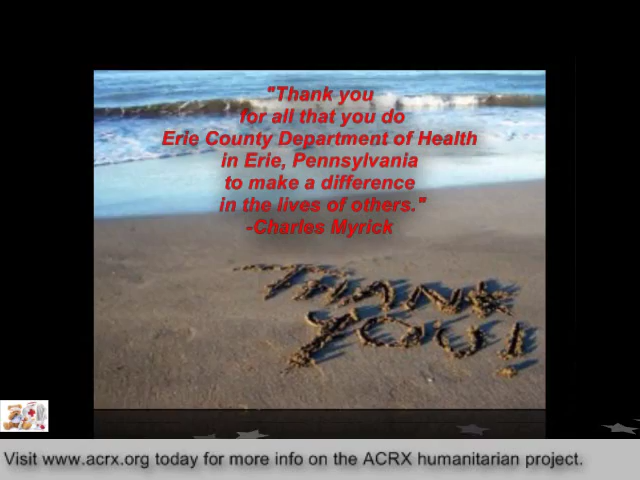 "Thank you
for all that you do
Erie County Department of Health
in Erie, Pennsylvania
to make a difference
in the lives of others."
-Charles Myrick
THANK
YOU!
Visit www.acrx.org today for more info on the ACRX humanitarian project.